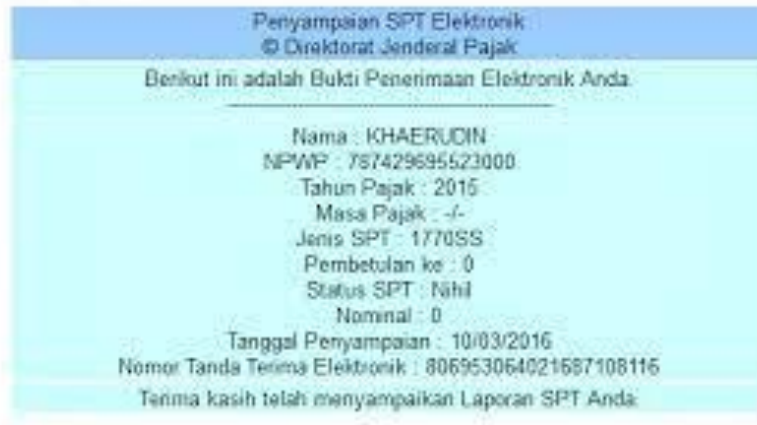 Penyampaian SPT Elektronik
© Direktorat Jenderal Pajak
Berikut ini adalah Bukti Penerimaan Elektronik Anda.
Nama : KHAERUDIN
NPWP : 787429695523000
Tahun Pajak : 2015
Masa Pajak : -/-
Jenis SPT : 1770SS
Pembetulan ke : 0
Status SPT : Nihil
Nominal : 0
Tanggal Penyampaian : 10/03/2016
Nomor Tanda Terima Elektronik : 806953064021687108116
Terima kasih telah menyampaikan Laporan SPT Anda.